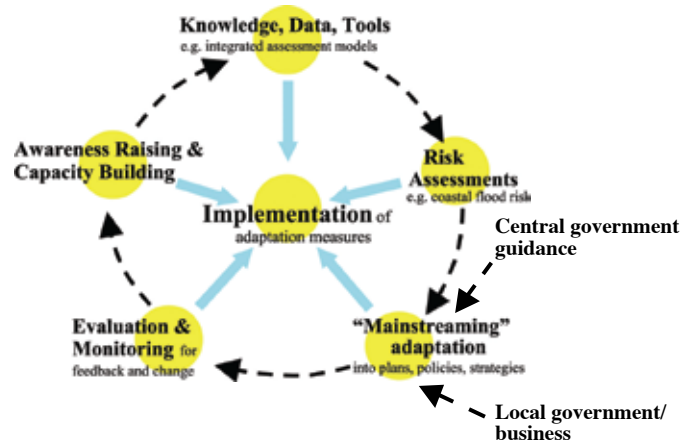 Knowledge, Data, Tools
e.g. integrated assessment models
Awareness Raising &
Capacity Building
Risk
Assessments
e.g. coastal flood risk
Implementation of
adaptation measures
Central government
guidance
Evaluation &
Monitoring for
feedback and change
“Mainstreaming”
adaptation
into plans, policies, strategies
Local government/
business